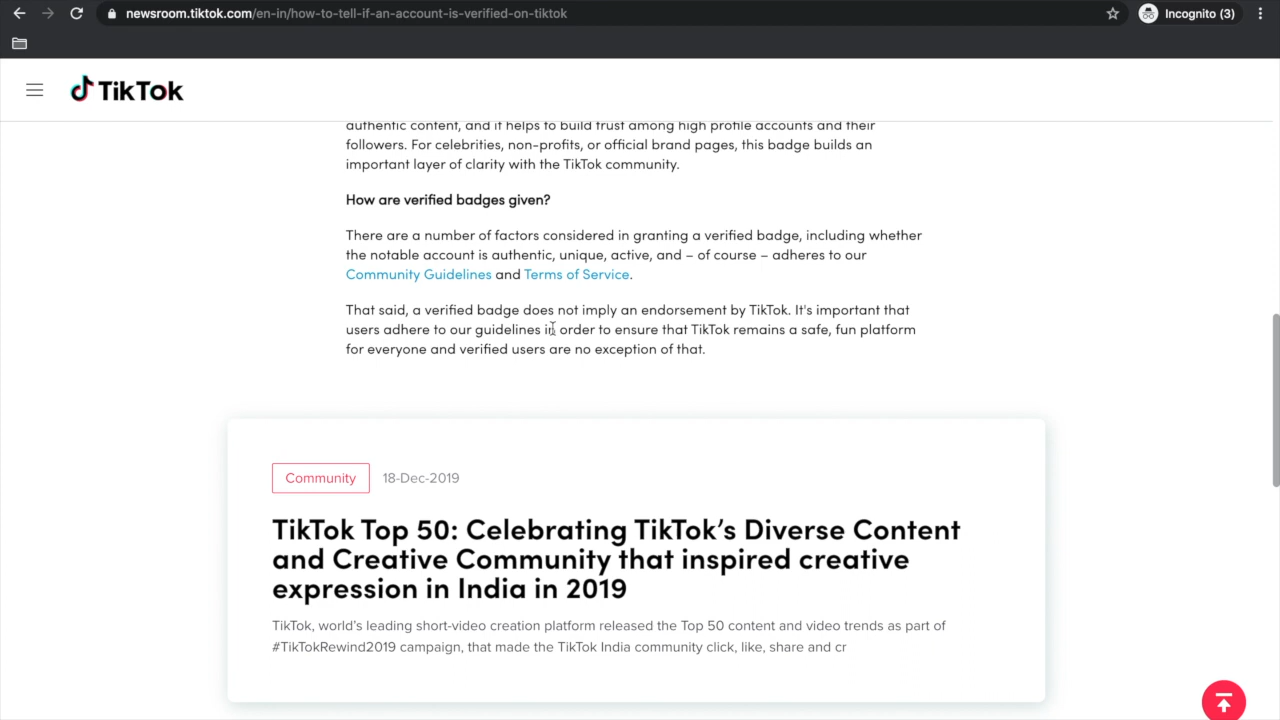 newsroom.tiktok.com/en-in/how-to-tell-if-an-account-is-verified-on-tiktok
Incognito (3)
TikTok
authentic content, and it helps to build trust among high profile accounts and their
followers. For celebrities, non-profits, or official brand pages, this badge builds an
important layer of clarity with the TikTok community.
How are verified badges given?
There are a number of factors considered in granting a verified badge, including whether
the notable account is authentic, unique, active, and – of course – adheres to our
Community Guidelines and Terms of Service.
That said, a verified badge does not imply an endorsement by TikTok. It's important that
users adhere to our guidelines in order to ensure that TikTok remains a safe, fun platform
for everyone and verified users are no exception of that.
Community 18-Dec-2019
TikTok Top 50: Celebrating TikTok’s Diverse Content
and Creative Community that inspired creative
expression in India in 2019
TikTok, world’s leading short-video creation platform released the Top 50 content and video trends as part of
#TikTokRewind2019 campaign, that made the TikTok India community click, like, share and cr